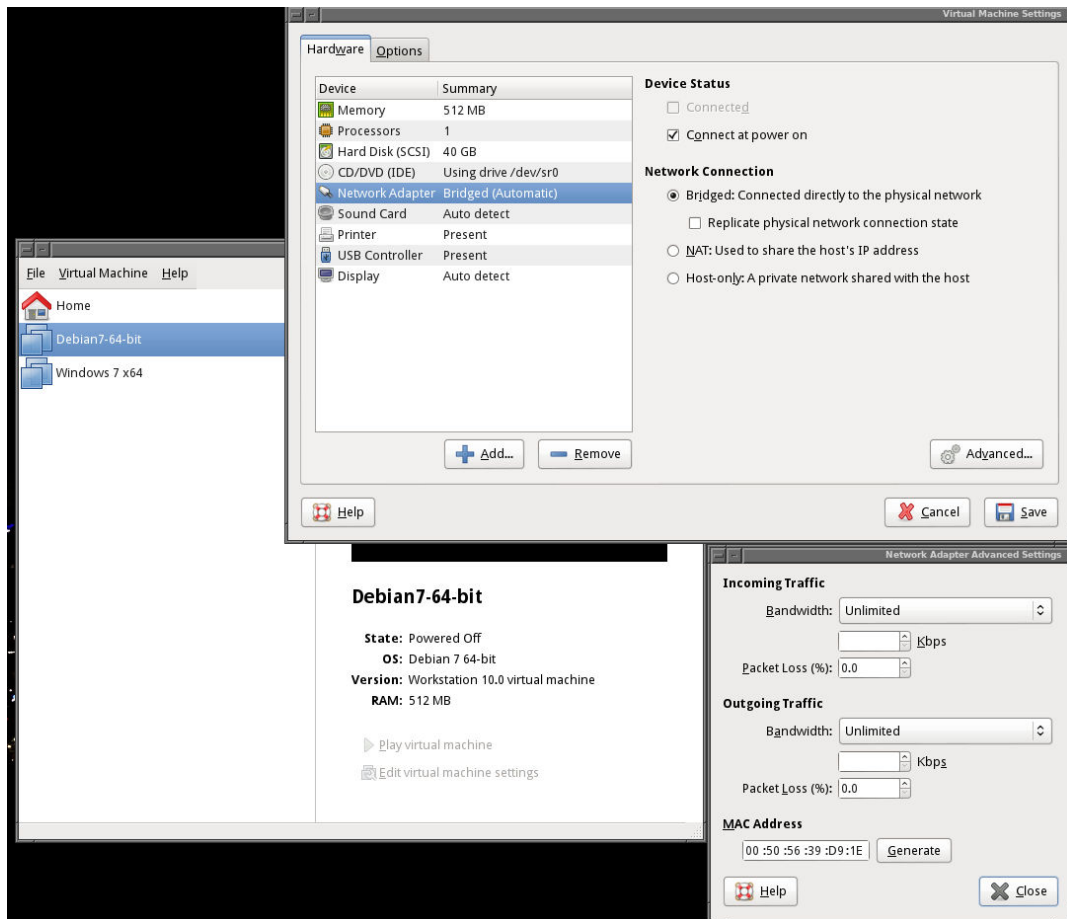 Virtual Machine Settings
Hardware Options
Device Summary
Memory 512 MB
Processors 1
Hard Disk (SCSI) 40 GB
CD/DVD (IDE) Using drive /dev/sr0
Network Adapter Bridged (Automatic)
Sound Card Auto detect
Printer Present
USB Controller Present
Display Auto detect
Add... Remove
Device Status
Connected
Connect at power on
Network Connection
Bridged: Connected directly to the physical network
Replicate physical network connection state
NAT: Used to share the host's IP address
Host-only: A private network shared with the host
Advanced...
Help Cancel Save
File Virtual Machine Help
Home
Debian7-64-bit
Windows 7 x64
Debian7-64-bit
State: Powered Off
OS: Debian 7 64-bit
Version: Workstation 10.0 virtual machine
RAM: 512 MB
Play virtual machine
Edit virtual machine settings
Network Adapter Advanced Settings
Incoming Traffic
Bandwidth: Unlimited
Kbps
Packet Loss (%): 0.0
Outgoing Traffic
Bandwidth: Unlimited
Kbps
Packet Loss (%): 0.0
MAC Address
00 :50 :56 :39 :D9:1E Generate
Help Close